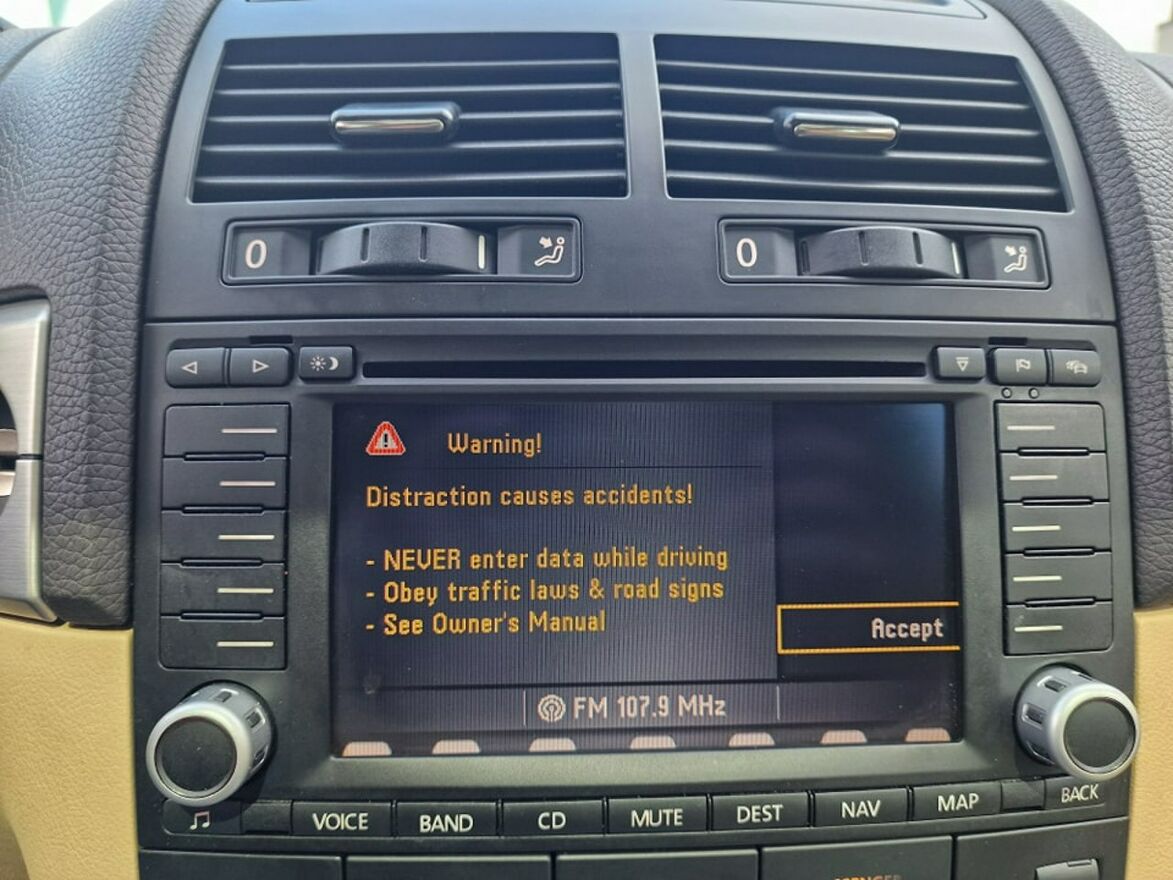 0
0
Warning!
Distraction causes accidents!
- NEVER enter data while driving
- Obey traffic laws & road signs
- See Owner's Manual
Accept
FM 107.9 MHz
VOICE BAND CD MUTE DEST NAV MAP BACK